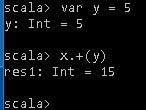 scala> var y = 5
y: Int = 5
scala> x.+(y)
res1: Int = 15
scala>